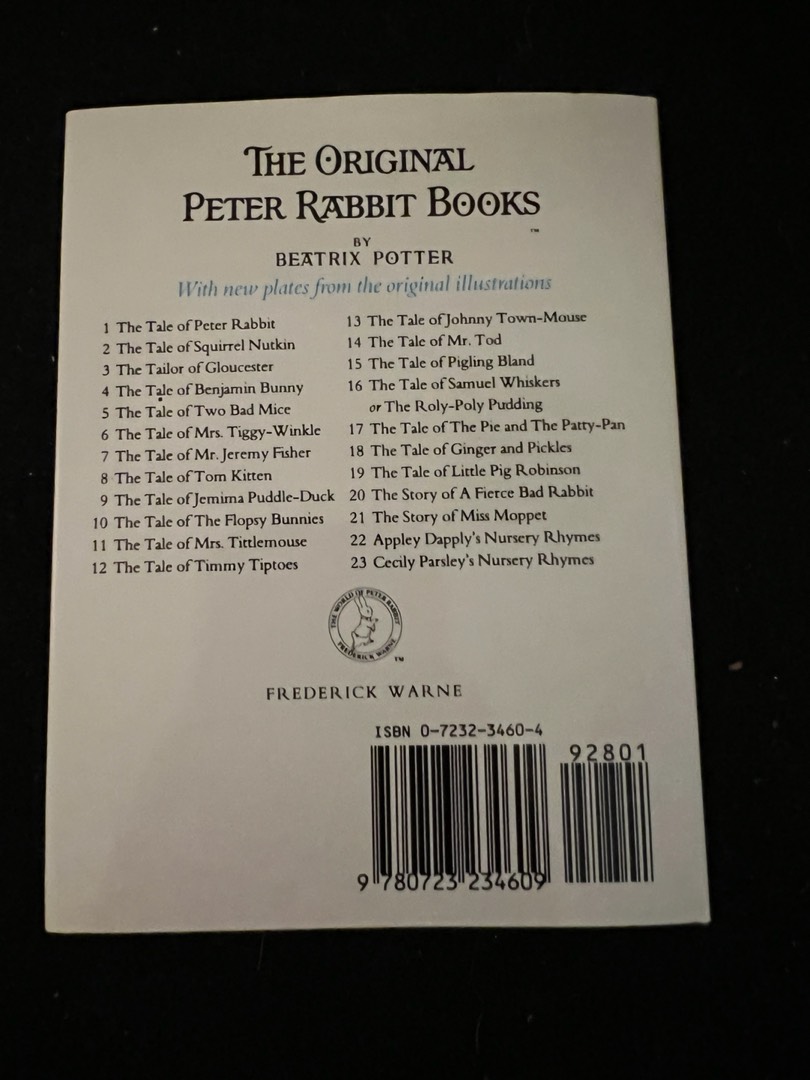 THE ORIGINAL
PETER RABBIT BOOKS
™
BY
BEATRIX POTTER
With new plates from the original illustrations
1 The Tale of Peter Rabbit
2 The Tale of Squirrel Nutkin
3 The Tailor of Gloucester
4 The Tale of Benjamin Bunny
5 The Tale of Two Bad Mice
6 The Tale of Mrs. Tiggy-Winkle
7 The Tale of Mr. Jeremy Fisher
8 The Tale of Tom Kitten
9 The Tale of Jemima Puddle-Duck
10 The Tale of The Flopsy Bunnies
11 The Tale of Mrs. Tittlemouse
12 The Tale of Timmy Tiptoes
13 The Tale of Johnny Town-Mouse
14 The Tale of Mr. Tod
15 The Tale of Pigling Bland
16 The Tale of Samuel Whiskers
or The Roly-Poly Pudding
17 The Tale of The Pie and The Patty-Pan
18 The Tale of Ginger and Pickles
19 The Tale of Little Pig Robinson
20 The Story of A Fierce Bad Rabbit
21 The Story of Miss Moppet
22 Appley Dapply's Nursery Rhymes
23 Cecily Parsley's Nursery Rhymes
THE WORLD OF PETER RABBIT
FREDERICK WARNE
™
FREDERICK WARNE
ISBN 0-7232-3460-4
92801
9 780723 234609